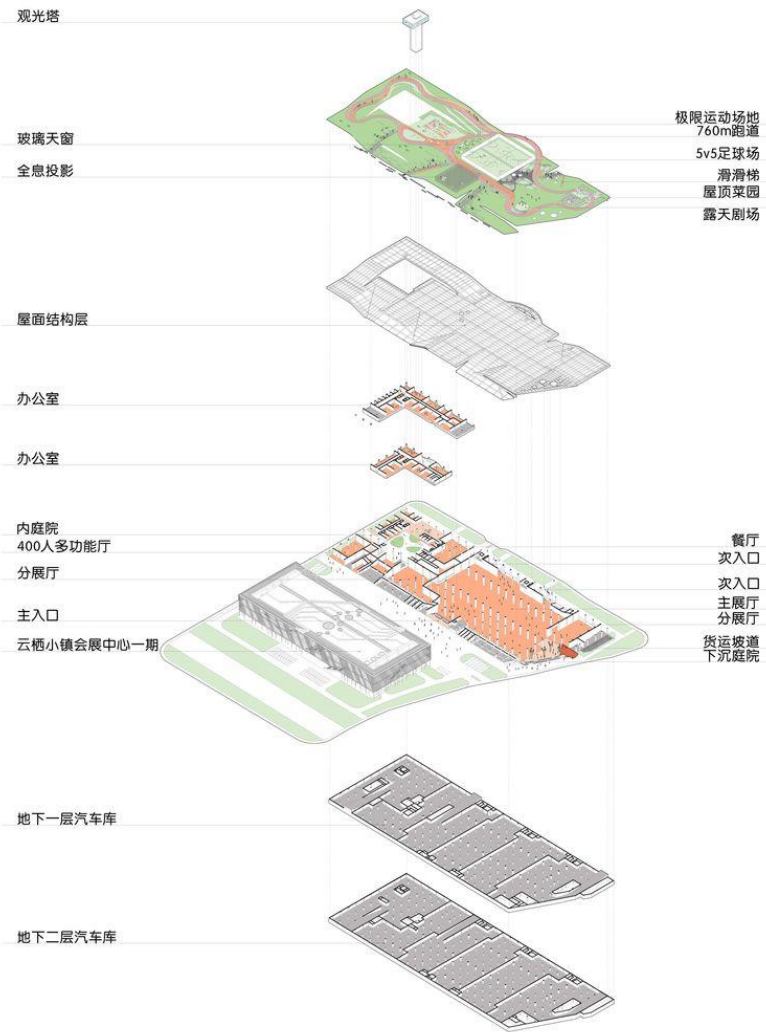 观光塔
极限运动场地
760m跑道
玻璃天窗
5v5足球场
全息投影
滑滑梯
屋顶菜园
露天剧场
屋面结构层
办公室
办公室
内庭院
400人多功能厅
分展厅
主入口
云栖小镇会展中心一期
餐厅
次入口
次入口
主展厅
分展厅
货运坡道
下沉庭院
地下一层汽车库
地下二层汽车库